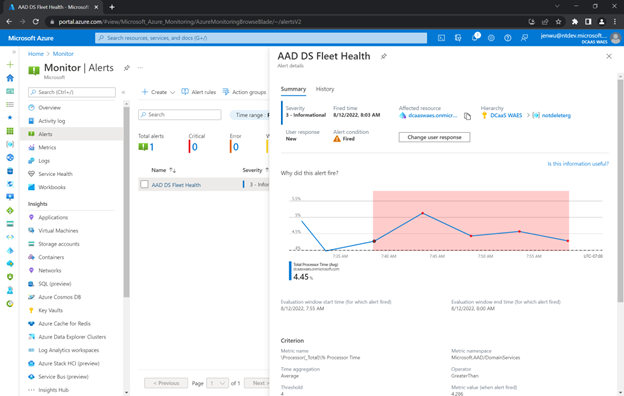 AAD DS Fleet Health - Microsoft A
portal.azure.com/#view/Microsoft_Azure_Monitoring/AzureMonitoringBrowseBlade/~/alertsV2
Microsoft Azure
Search resources, services, and docs (G+/)
1
jemwu@ntdev.microsoft....
DCAAS WAES
Home > Monitor
Monitor | Alerts
Microsoft
Search (Ctrl+/)
Overview
Activity log
Alerts
Metrics
Logs
Service Health
Workbooks
Insights
Applications
Virtual Machines
Storage accounts
Containers
Networks
SQL (preview)
Azure Cosmos DB
Key Vaults
Azure Cache for Redis
Azure Data Explorer Clusters
Log Analytics workspaces
Azure Stack HCI (preview)
Service Bus (preview)
Insights Hub
Create
Alert rules
Action groups
Search
Time range :
Total alerts
1
Critical
0
Error
0
Name
Severity
AAD DS Fleet Health
3 - Infor
< Previous
Page
1
of 1
Next >
AAD DS Fleet Health
Alert details
Summary
History
Severity
3 - Informational
Fired time
8/12/2022, 8:03 AM
Affected resource
dcaaswaes.onmicr...
Hierarchy
DCaaS WAES > notdeleterg
User response
New
Alert condition
Fired
Change user response
Is this information useful?
Why did this alert fire?
5.5%
5%
4.5%
4%
7:35 AM
7:40 AM
7:45 AM
7:50 AM
7:55 AM
UTC-07:00
Total Processor Time (Avg)
dcaaswaes.onmicrosoft.com
4.45 %
Evaluation window start time (for which alert fired)
8/12/2022, 7:55 AM
Evaluation window end time (for which alert fired)
8/12/2022, 8:00 AM
Criterion
Metric name
\Processor(_Total)\% Processor Time
Metric namespace
Microsoft.AAD/DomainServices
Time aggregation
Average
Operator
GreaterThan
Threshold
4
Metric value (when alert fired)
4.286